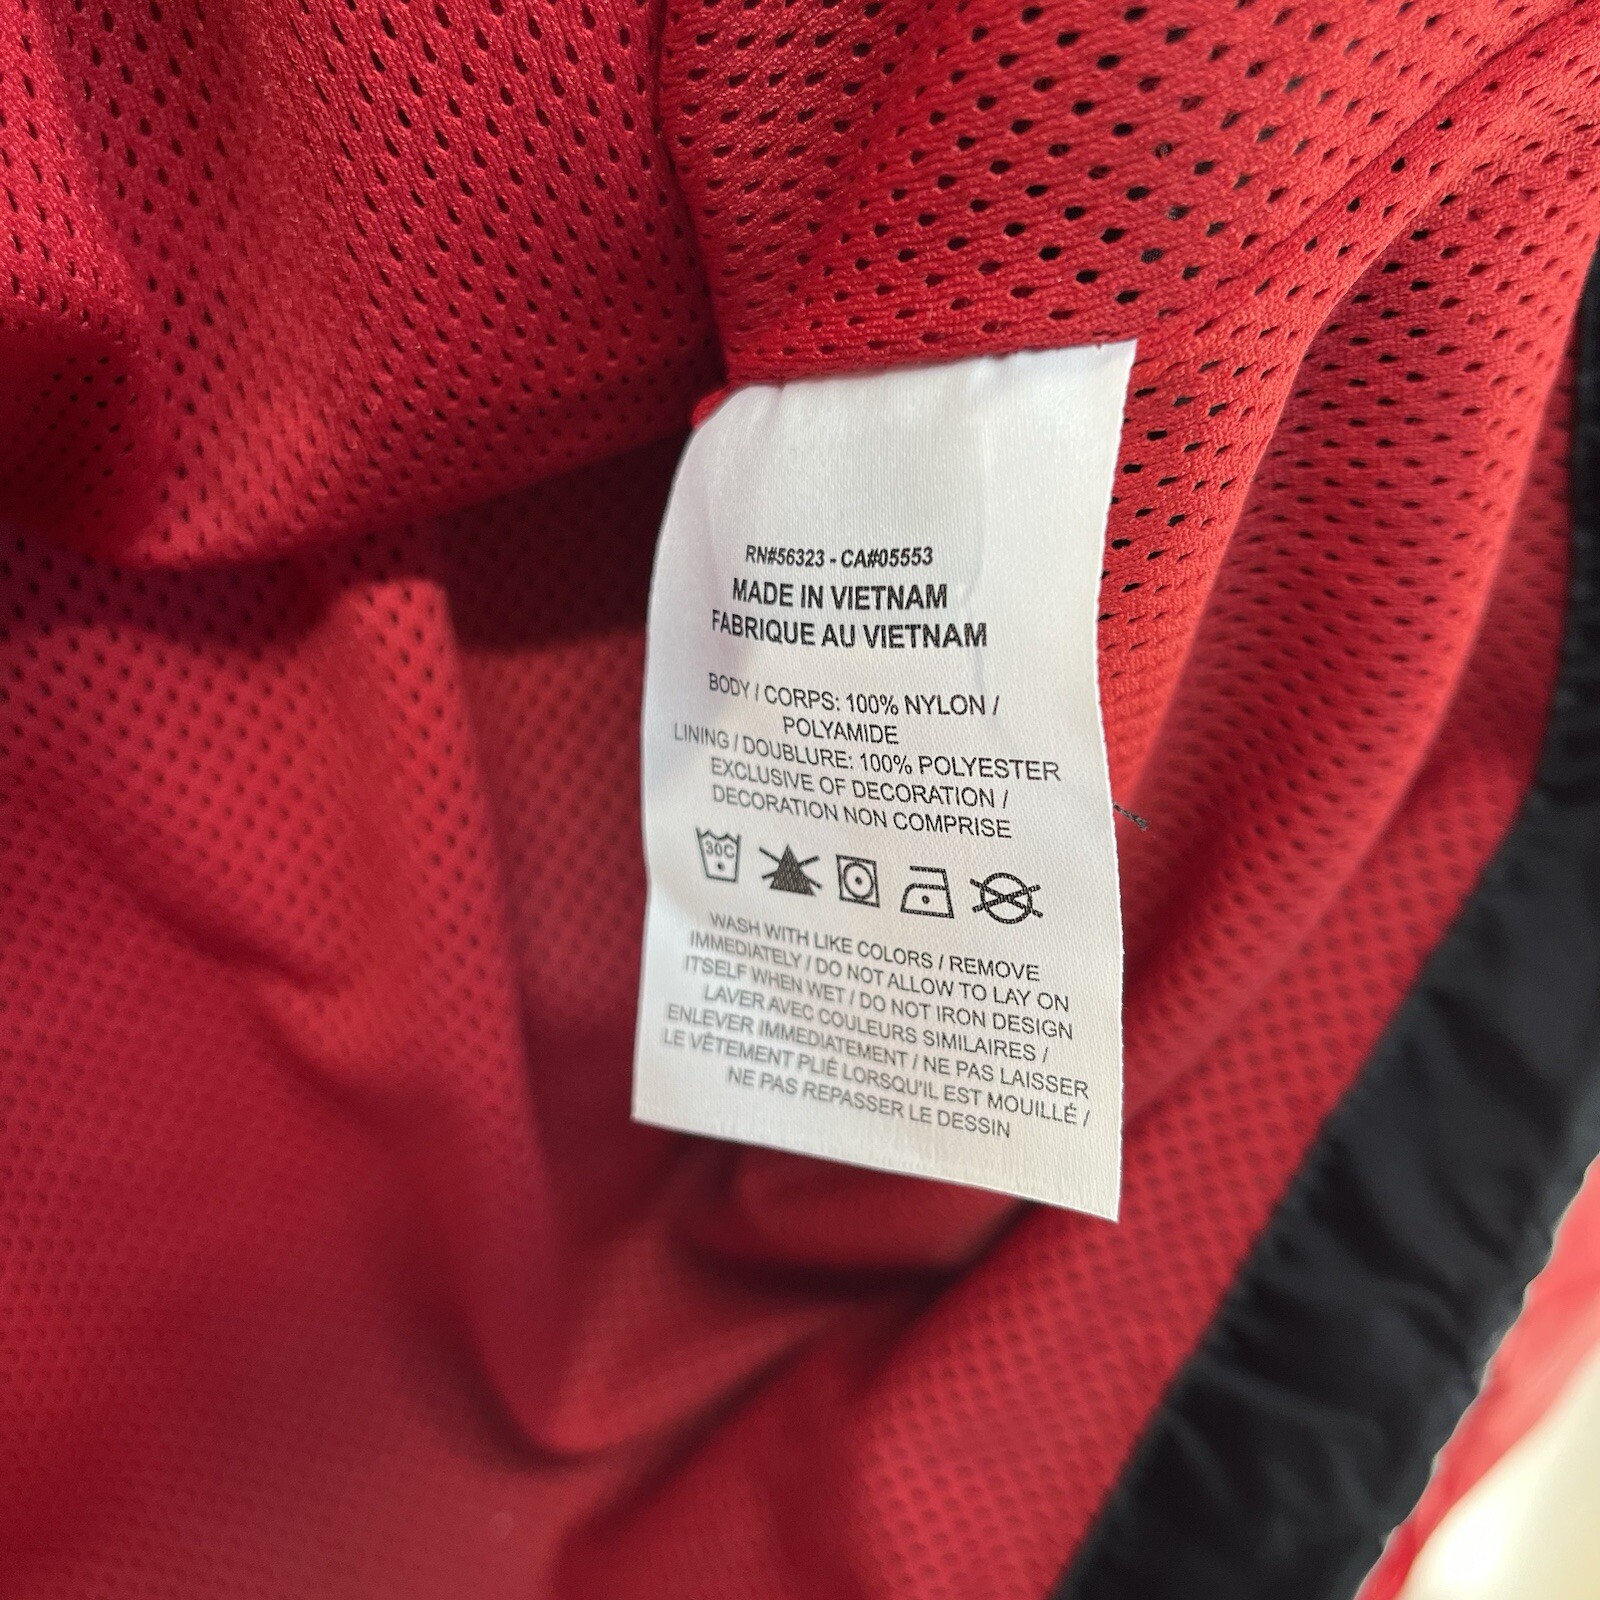 RN#56323 - CA#05553
MADE IN VIETNAM
FABRIQUE AU VIETNAM
BODY / CORPS: 100% NYLON /
POLYAMIDE
LINING / DOUBLURE: 100% POLYESTER
EXCLUSIVE OF DECORATION /
DECORATION NON COMPRISE
30C
WASH WITH LIKE COLORS / REMOVE
IMMEDIATELY / DO NOT ALLOW TO LAY ON
ITSELF WHEN WET / DO NOT IRON DESIGN
LAVER AVEC COULEURS SIMILAIRES /
ENLEVER IMMEDIATEMENT / NE PAS LAISSER
LE VÊTEMENT PLIÉ LORSQU'IL EST MOUILLÉ /
NE PAS REPASSER LE DESSIN